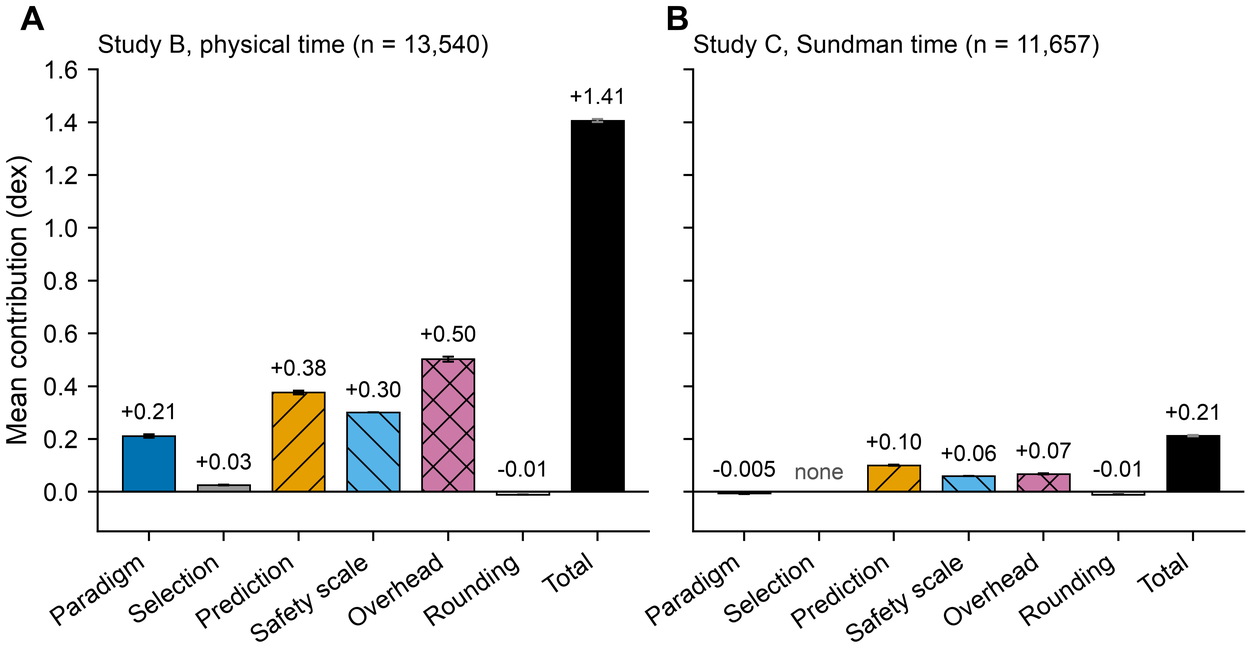 A
Study B, physical time (n = 13,540)
Mean contribution (dex)
1.6
1.4
1.2
1.0
0.8
0.6
0.4
0.2
0.0
+0.21
+0.03
+0.38
+0.30
+0.50
-0.01
+1.41
Paradigm
Selection
Prediction
Safety scale
Overhead
Rounding
Total
B
Study C, Sundman time (n = 11,657)
-0.005
none
+0.10
+0.06
+0.07
-0.01
+0.21
Paradigm
Selection
Prediction
Safety scale
Overhead
Rounding
Total